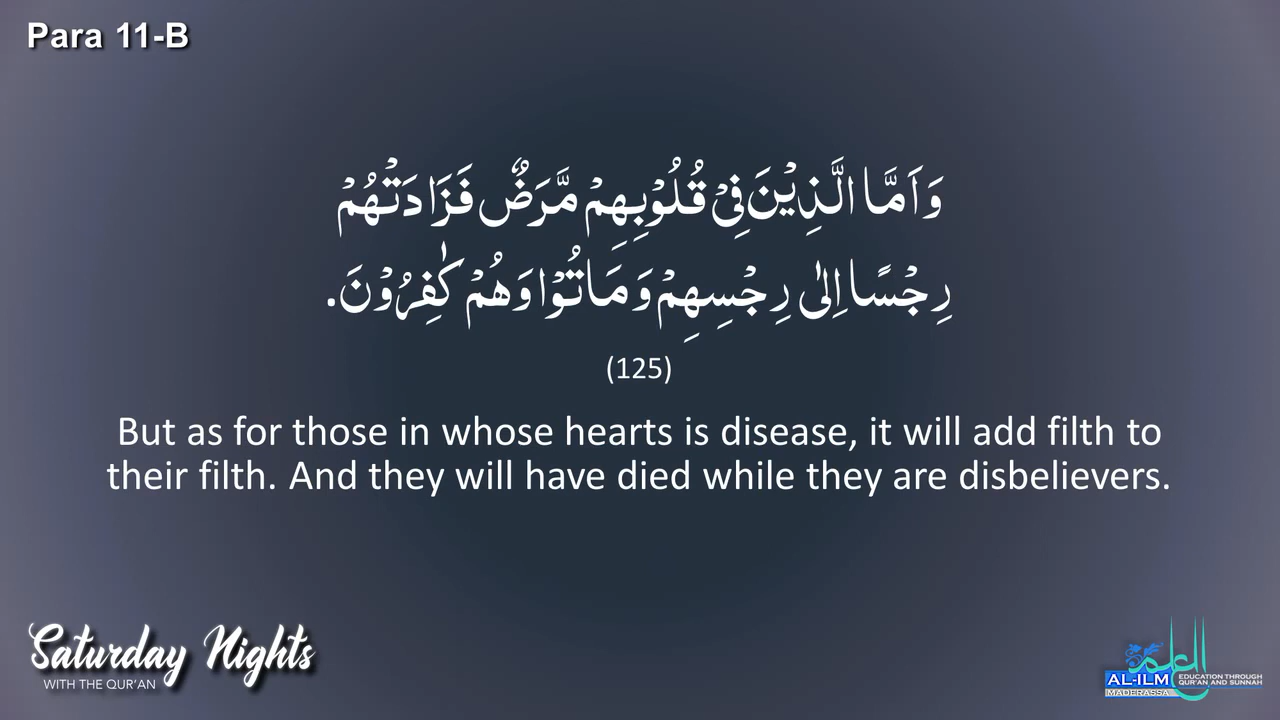 Para 11-B
وَاَمَّا الَّذِيْنَ فِيْ قُلُوْبِهِمْ مَّرَضٌ فَزَادَتْهُمْ
رِجْسًا اِلٰى رِجْسِهِمْ وَمَاتُوْا وَهُمْ كٰفِرُوْنَ.
(125)
But as for those in whose hearts is disease, it will add filth to
their filth. And they will have died while they are disbelievers.
Saturday Nights
WITH THE QUR'AN
العلم
AL-ILM
MADERASSA
EDUCATION THROUGH
QUR'AN AND SUNNAH